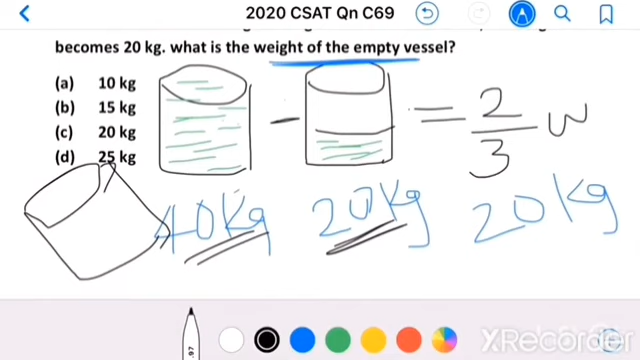 2020 CSAT Qn C69
becomes 20 kg. what is the weight of the empty vessel?
(a) 10 kg
(b) 15 kg
(c) 20 kg
(d) 25 kg
- = 2/3 W
40kg 20kg 20kg
97
XRecorder